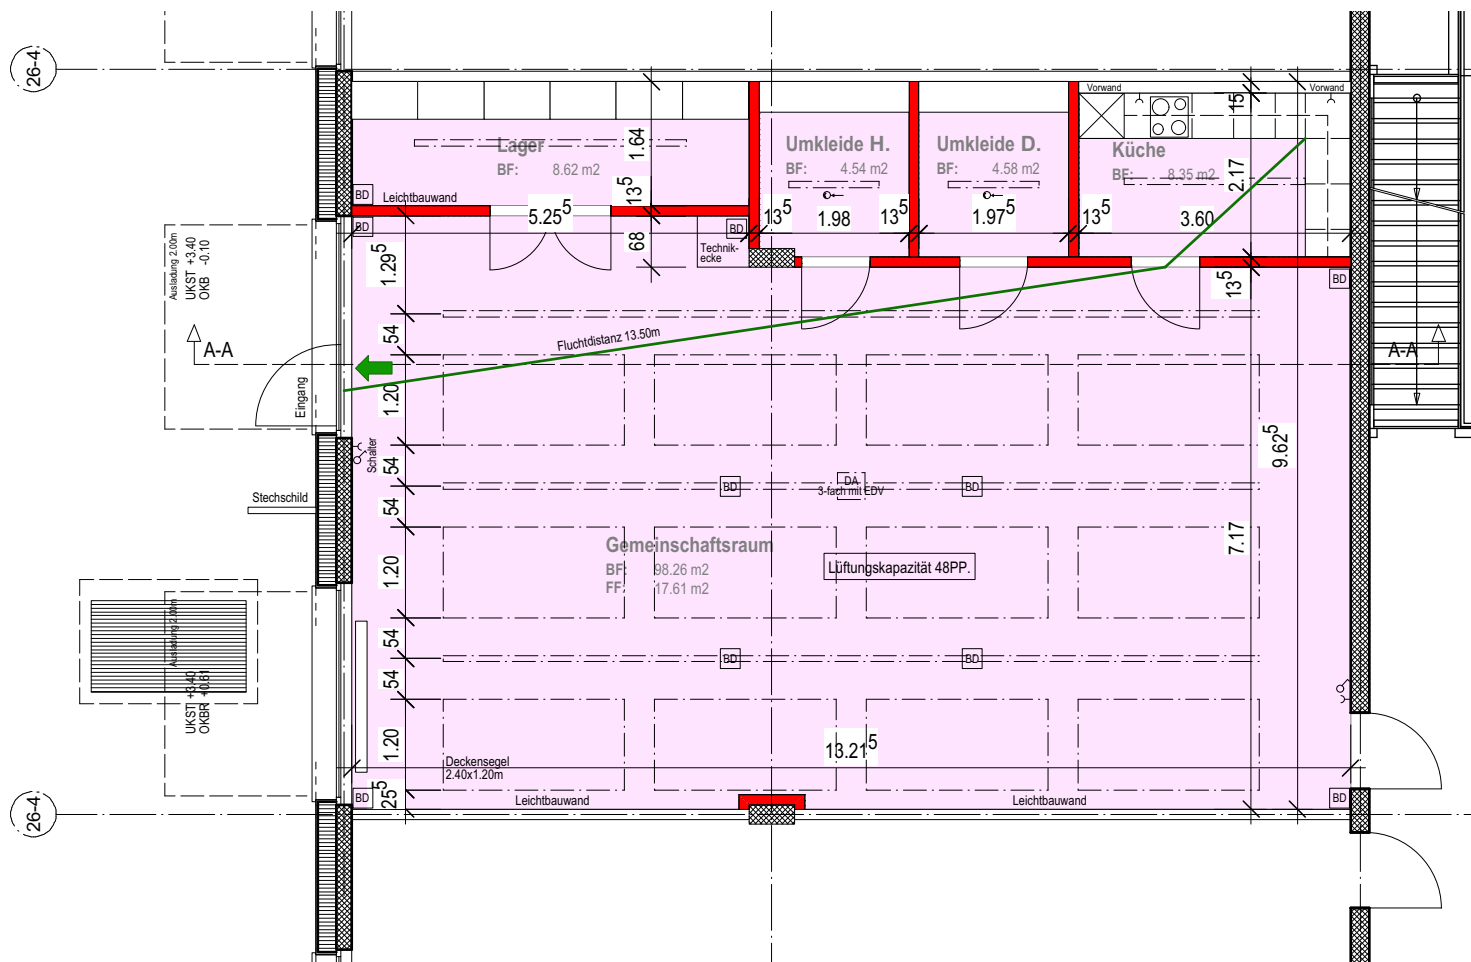 26-4
Vorwand
Vorwand
15
Lager
BF: 8.62 m2
1.64
Umkleide H.
BF: 4.54 m2
Umkleide D.
BF: 4.58 m2
Küche
BF: 8.35 m2
2.17
BD
Leichtbauwand
13⁵
BD
5.25⁵
68
BD
Technik-
ecke
13⁵
1.98
13⁵
1.97⁵
13⁵
3.60
Ausladung 2.00m
UKST +3.40
OKB -0.10
1.29⁵
13⁵
BD
54
Fluchtdistanz 13.50m
A-A
A-A
Eingang
1.20
Schalter
54
9.62⁵
BD
DA
3-fach mit EDV
BD
Stechschild
54
Gemeinschaftsraum
BF: 98.26 m2
FF: 17.61 m2
Lüftungskapazität 48PP.
7.17
1.20
Ausladung 2.00m
UKST +3.40
OKBR +0.61
54
BD
BD
54
1.20
13.21⁵
Deckensegel
2.40x1.20m
BD
25⁵
Leichtbauwand
Leichtbauwand
BD
26-4